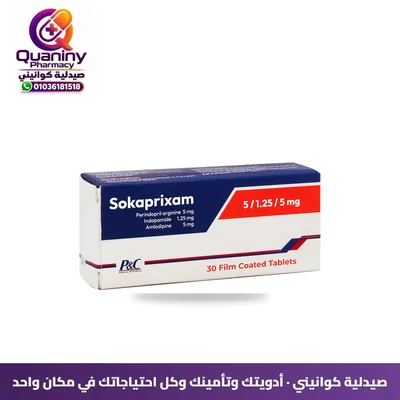 Quaniny
Pharmacy
صيدلية كوانيني
01036181518
Sokaprixam
Perindopril arginine 5 mg
Indapamide 1.25 mg
Amlodipine 5 mg
5 / 1.25 / 5 mg
P&C
30 Film Coated Tablets
صيدلية كوانيني - أدويتك وتأمينك وكل احتياجاتك في مكان واحد